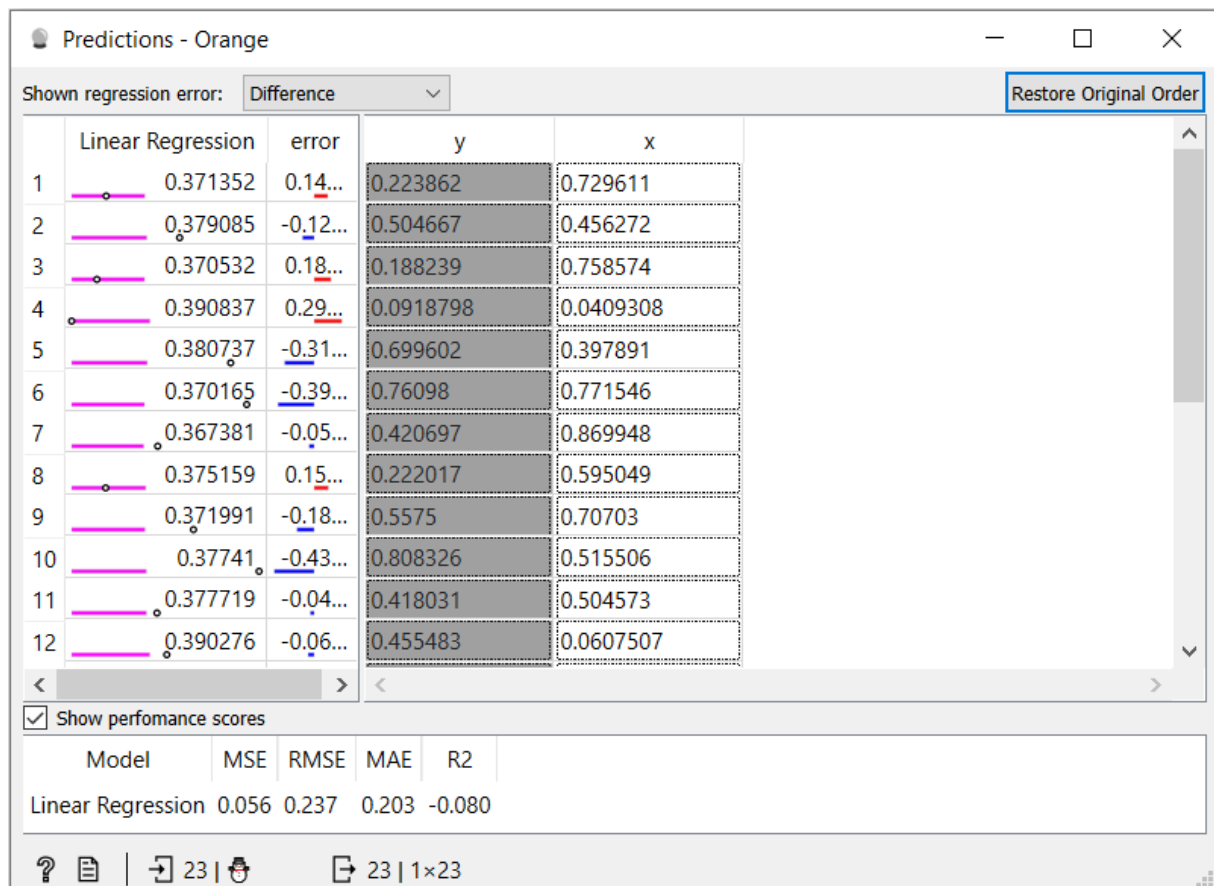 Predictions - Orange
Shown regression error: Difference Restore Original Order
Linear Regression error y x
1 0.371352 0.14... 0.223862 0.729611
2 0.379085 -0.12... 0.504667 0.456272
3 0.370532 0.18... 0.188239 0.758574
4 0.390837 0.29... 0.0918798 0.0409308
5 0.380737 -0.31... 0.699602 0.397891
6 0.370165 -0.39... 0.76098 0.771546
7 0.367381 -0.05... 0.420697 0.869948
8 0.375159 0.15... 0.222017 0.595049
9 0.371991 -0.18... 0.5575 0.70703
10 0.37741 -0.43... 0.808326 0.515506
11 0.377719 -0.04... 0.418031 0.504573
12 0.390276 -0.06... 0.455483 0.0607507
Show perfomance scores
Model MSE RMSE MAE R2
Linear Regression 0.056 0.237 0.203 -0.080
? 23 | 23 | 1×23